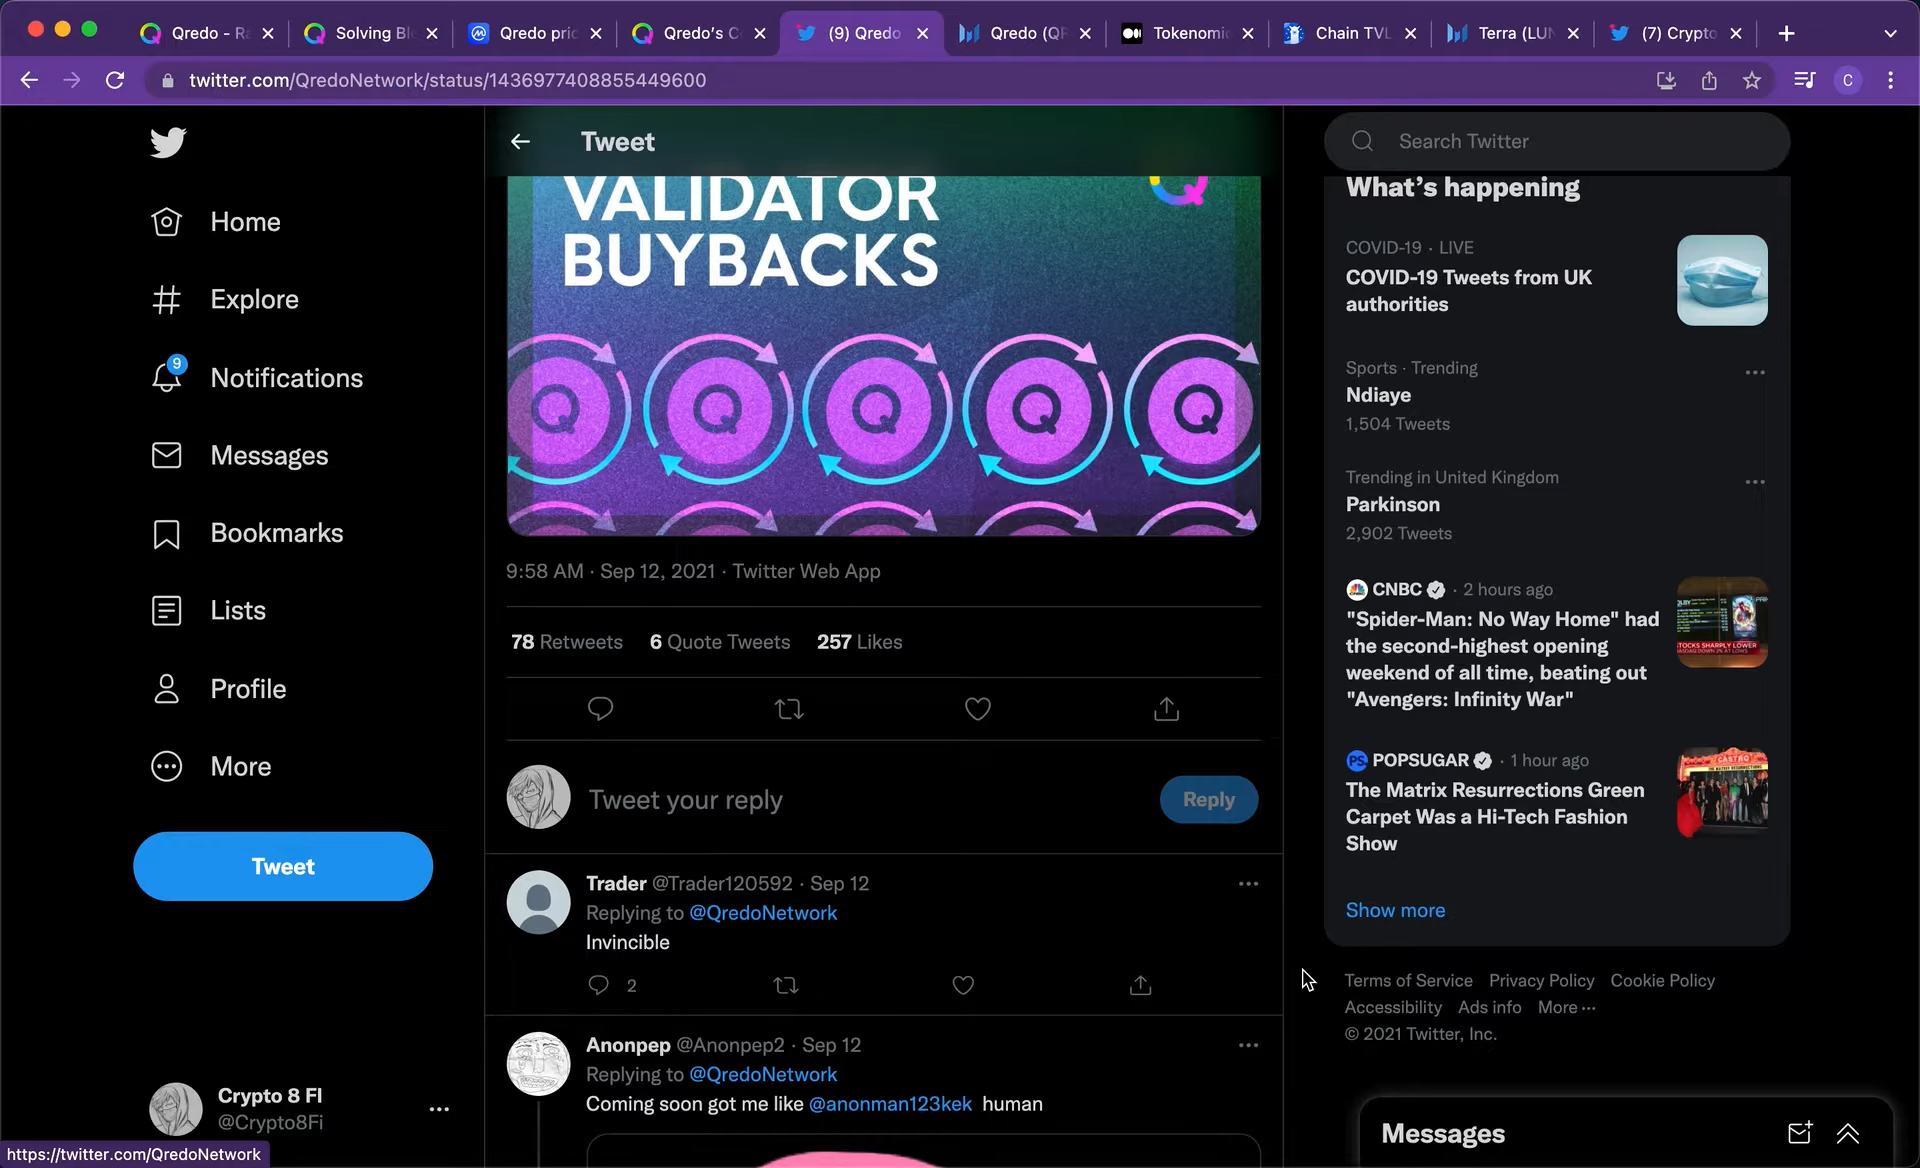 Qredo - Ra
Solving Ble
Qredo pric
Qredo's C
(9) Qredo
Qredo (QR
Tokenomic
Chain TVL
Terra (LUN
(7) Crypto
twitter.com/QredoNetwork/status/1436977408855449600
C
Home
Explore
9
Notifications
Messages
Bookmarks
Lists
Profile
More
Tweet
Crypto 8 FI
@Crypto8Fi
https://twitter.com/QredoNetwork
Tweet
VALIDATOR
BUYBACKS
Q Q Q Q Q
9:58 AM · Sep 12, 2021 · Twitter Web App
78 Retweets 6 Quote Tweets 257 Likes
Tweet your reply
Reply
Trader @Trader120592 · Sep 12
Replying to @QredoNetwork
Invincible
2
Anonpep @Anonpep2 · Sep 12
Replying to @QredoNetwork
Coming soon got me like @anonman123kek human
Search Twitter
What's happening
COVID-19 · LIVE
COVID-19 Tweets from UK
authorities
Sports · Trending
Ndiaye
1,504 Tweets
Trending in United Kingdom
Parkinson
2,902 Tweets
CNBC · 2 hours ago
"Spider-Man: No Way Home" had
the second-highest opening
weekend of all time, beating out
"Avengers: Infinity War"
STOCKS SHARPLY LOWER
PS POPSUGAR · 1 hour ago
The Matrix Resurrections Green
Carpet Was a Hi-Tech Fashion
Show
CASTRO
Show more
Terms of Service Privacy Policy Cookie Policy
Accessibility Ads info More ···
© 2021 Twitter, Inc.
Messages